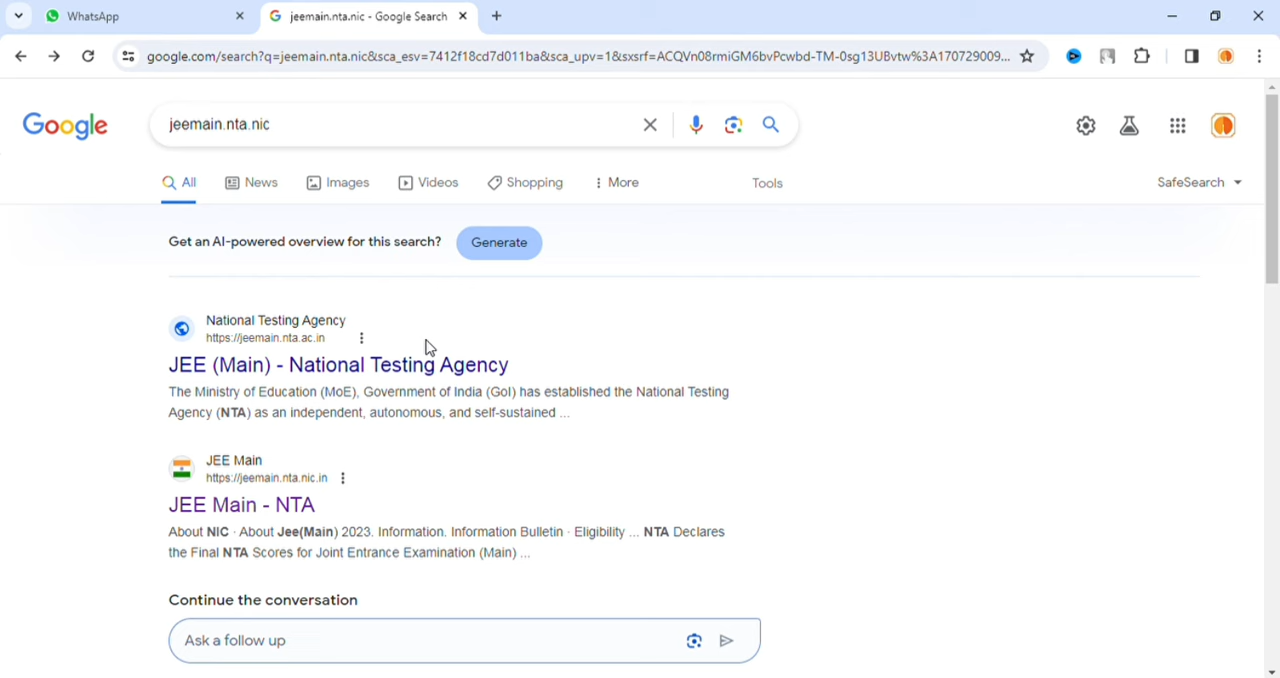 WhatsApp
jeemain.nta.nic - Google Search
google.com/search?q=jeemain.nta.nic&sca_esv=7412f18cd7d011ba&sca_upv=1&sxsrf=ACQVn08rmiGM6bvPcwbd-TM-0sg13UBvtw%3A170729009...
Google
jeemain.nta.nic
All
News
Images
Videos
Shopping
More
Tools
SafeSearch
Get an AI-powered overview for this search?
Generate
National Testing Agency
https://jeemain.nta.ac.in
JEE (Main) - National Testing Agency
The Ministry of Education (MoE), Government of India (GoI) has established the National Testing
Agency (NTA) as an independent, autonomous, and self-sustained ...
JEE Main
https://jeemain.nta.nic.in
JEE Main - NTA
About NIC · About Jee(Main) 2023. Information. Information Bulletin · Eligibility ... NTA Declares
the Final NTA Scores for Joint Entrance Examination (Main) ...
Continue the conversation
Ask a follow up